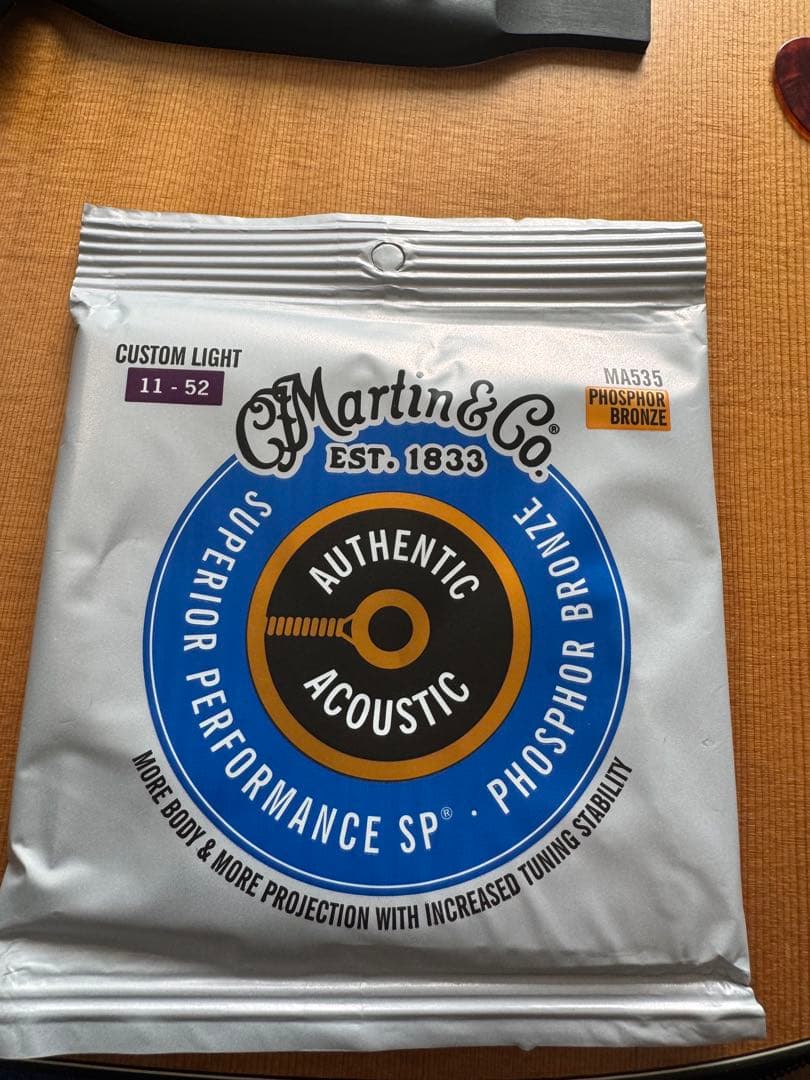 CUSTOM LIGHT
11 - 52
MA535
PHOSPHOR
BRONZE
CFMartin & Co.®
EST. 1833
SUPERIOR PERFORMANCE SP® · PHOSPHOR BRONZE
AUTHENTIC
ACOUSTIC
MORE BODY & MORE PROJECTION WITH INCREASED TUNING STABILITY